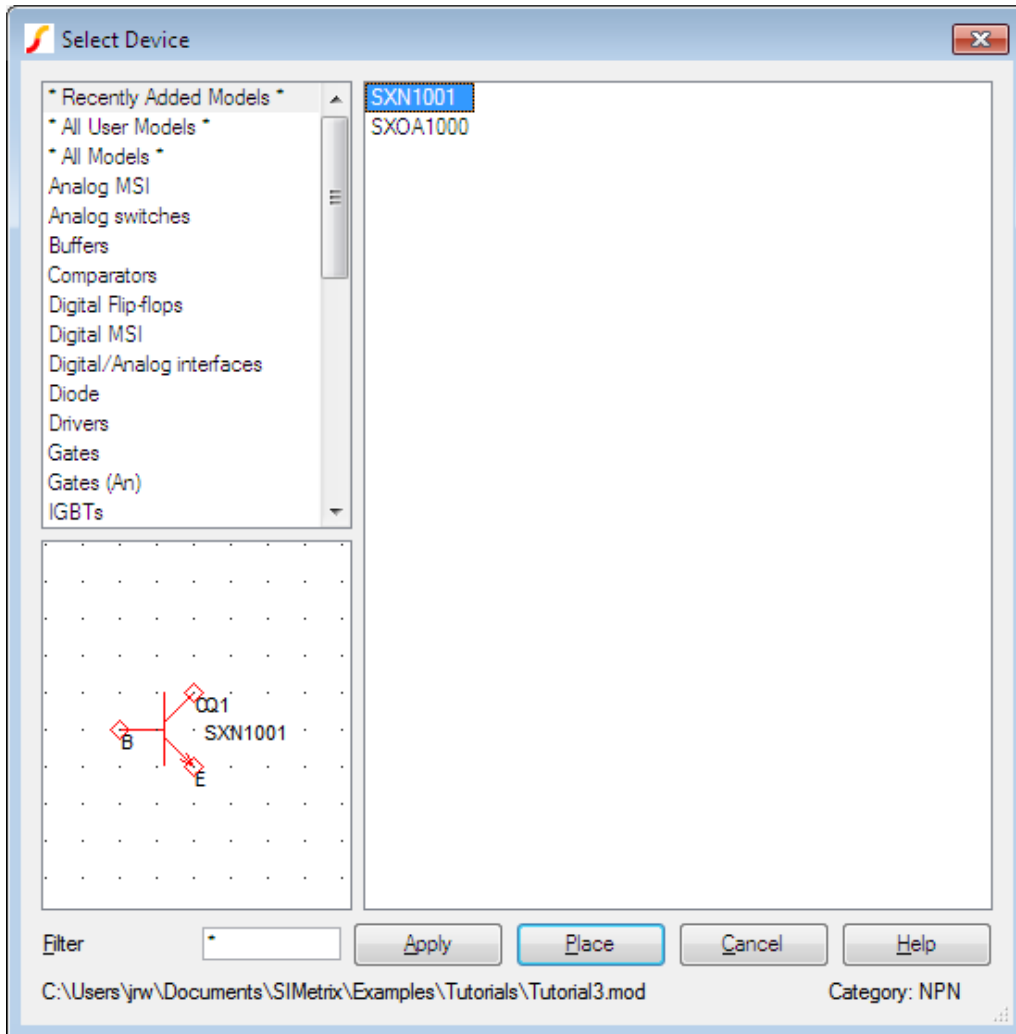 Select Device
* Recently Added Models *
* All User Models *
* All Models *
Analog MSI
Analog switches
Buffers
Comparators
Digital Flip-flops
Digital MSI
Digital/Analog interfaces
Diode
Drivers
Gates
Gates (An)
IGBTs
SXN1001
SXOA1000
CQ1
SXN1001
B
E
Filter * Apply Place Cancel Help
C:\Users\jrw\Documents\SIMetrix\Examples\Tutorials\Tutorial3.mod Category: NPN